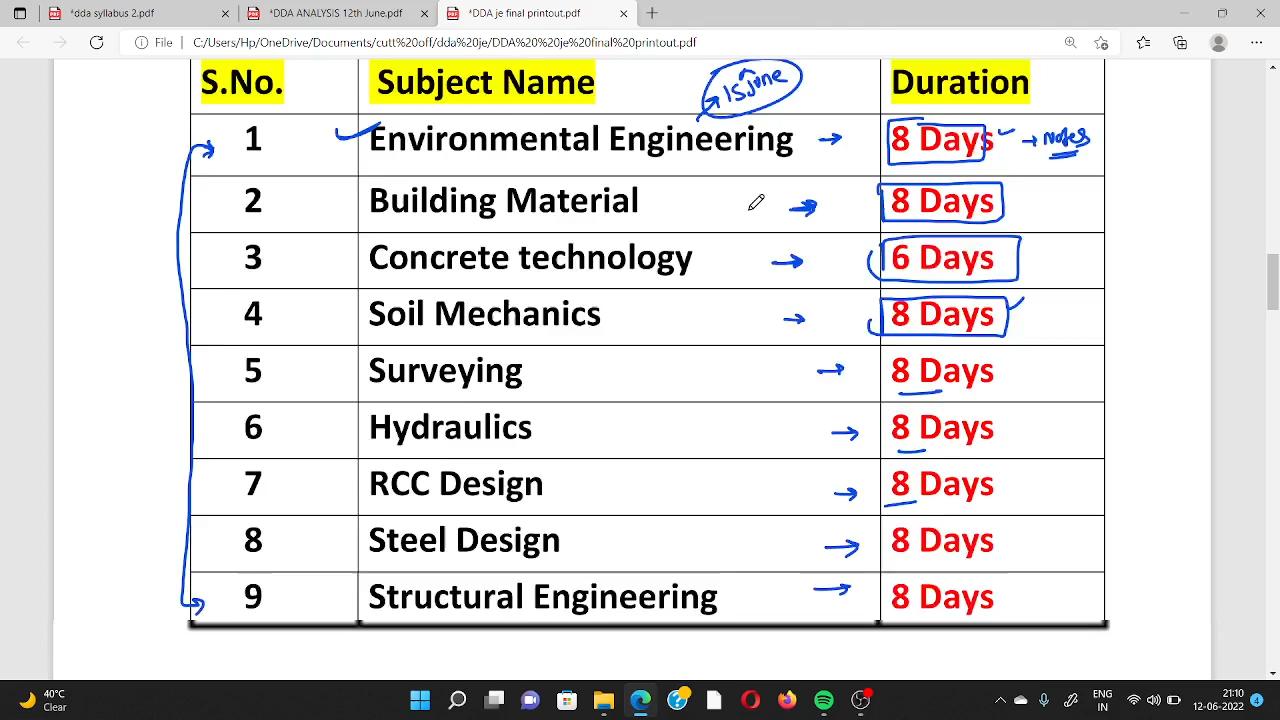 *dda syllabus 2.pdf
*DDA ANALYSIS 12th June.pdf
*DDA je final printout.pdf
File
C:/Users/Hp/OneDrive/Documents/cutt%20off/dda%20je/DDA%20%20je%20final%20printout.pdf
S.No. Subject Name Duration
15 June
1 Environmental Engineering 8 Days notes
2 Building Material 8 Days
3 Concrete technology 6 Days
4 Soil Mechanics 8 Days
5 Surveying 8 Days
6 Hydraulics 8 Days
7 RCC Design 8 Days
8 Steel Design 8 Days
9 Structural Engineering 8 Days
40°C
Clear
ENG
IN
21:10
12-06-2022
4